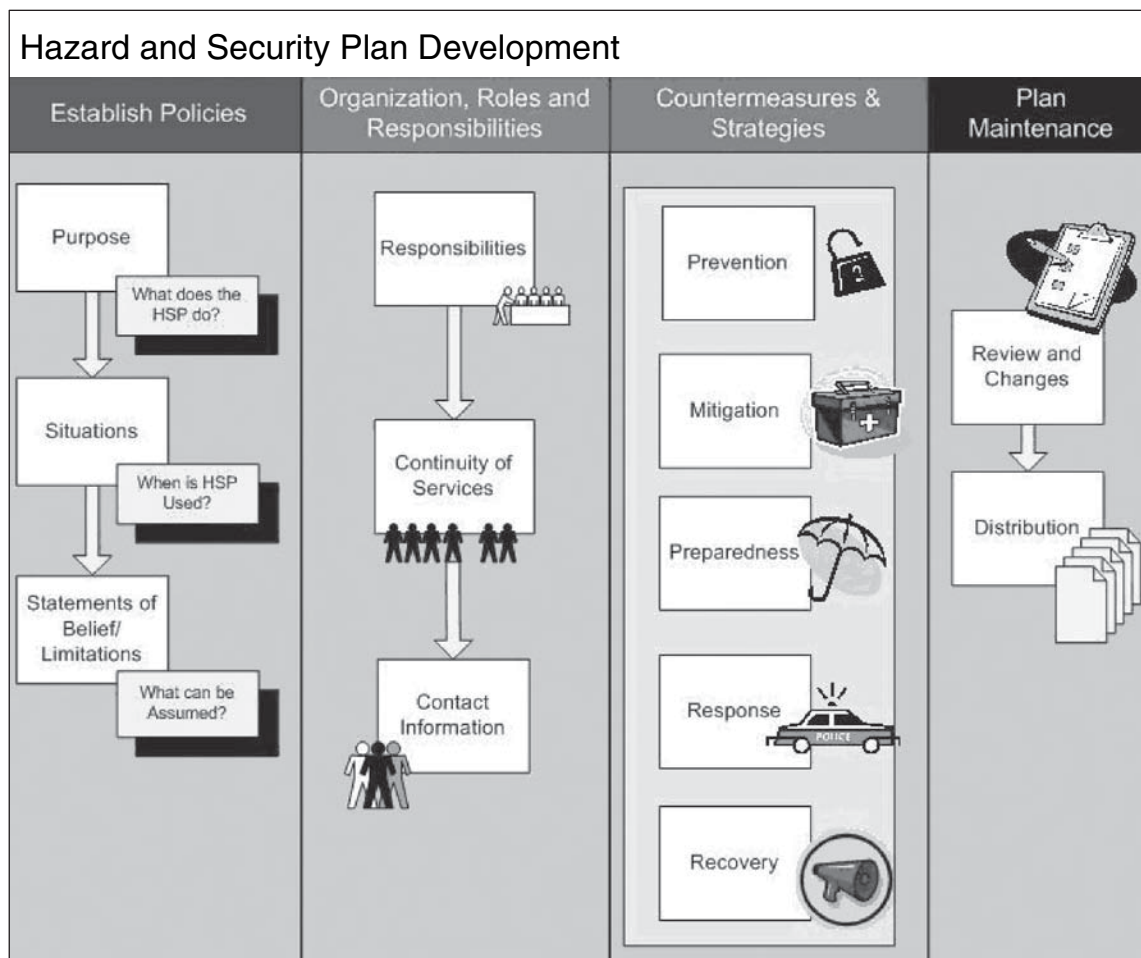 Hazard and Security Plan Development
Establish Policies
Organization, Roles and
Responsibilities
Countermeasures &
Strategies
Plan
Maintenance
Purpose
What does the
HSP do?
Situations
When is HSP
Used?
Statements of
Belief/
Limitations
What can be
Assumed?
Responsibilities
Continuity of
Services
Contact
Information
Prevention
?
Mitigation
Preparedness
Response
POLICE
Recovery
Review and
Changes
Distribution